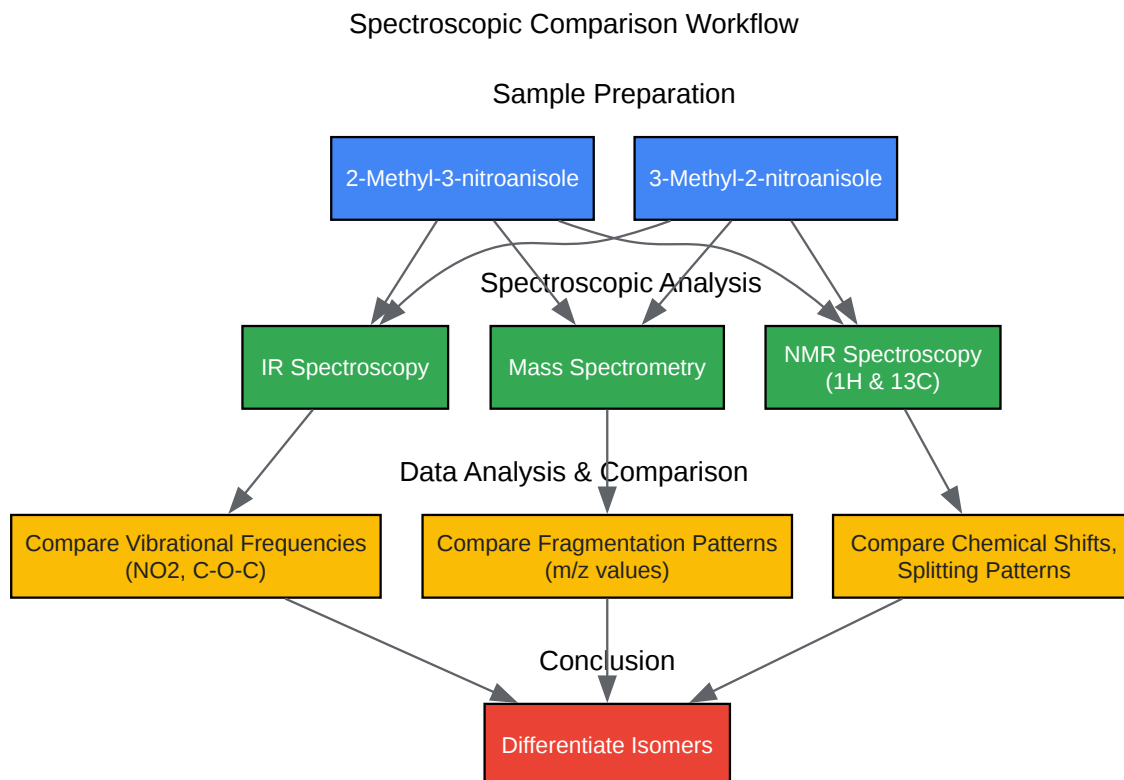 Spectroscopic Comparison Workflow
Sample Preparation
2-Methyl-3-nitroanisole
3-Methyl-2-nitroanisole
Spectroscopic Analysis
IR Spectroscopy
Mass Spectrometry
NMR Spectroscopy
(1H & 13C)
Data Analysis & Comparison
Compare Vibrational Frequencies
(NO2, C-O-C)
Compare Fragmentation Patterns
(m/z values)
Compare Chemical Shifts,
Splitting Patterns
Conclusion
Differentiate Isomers